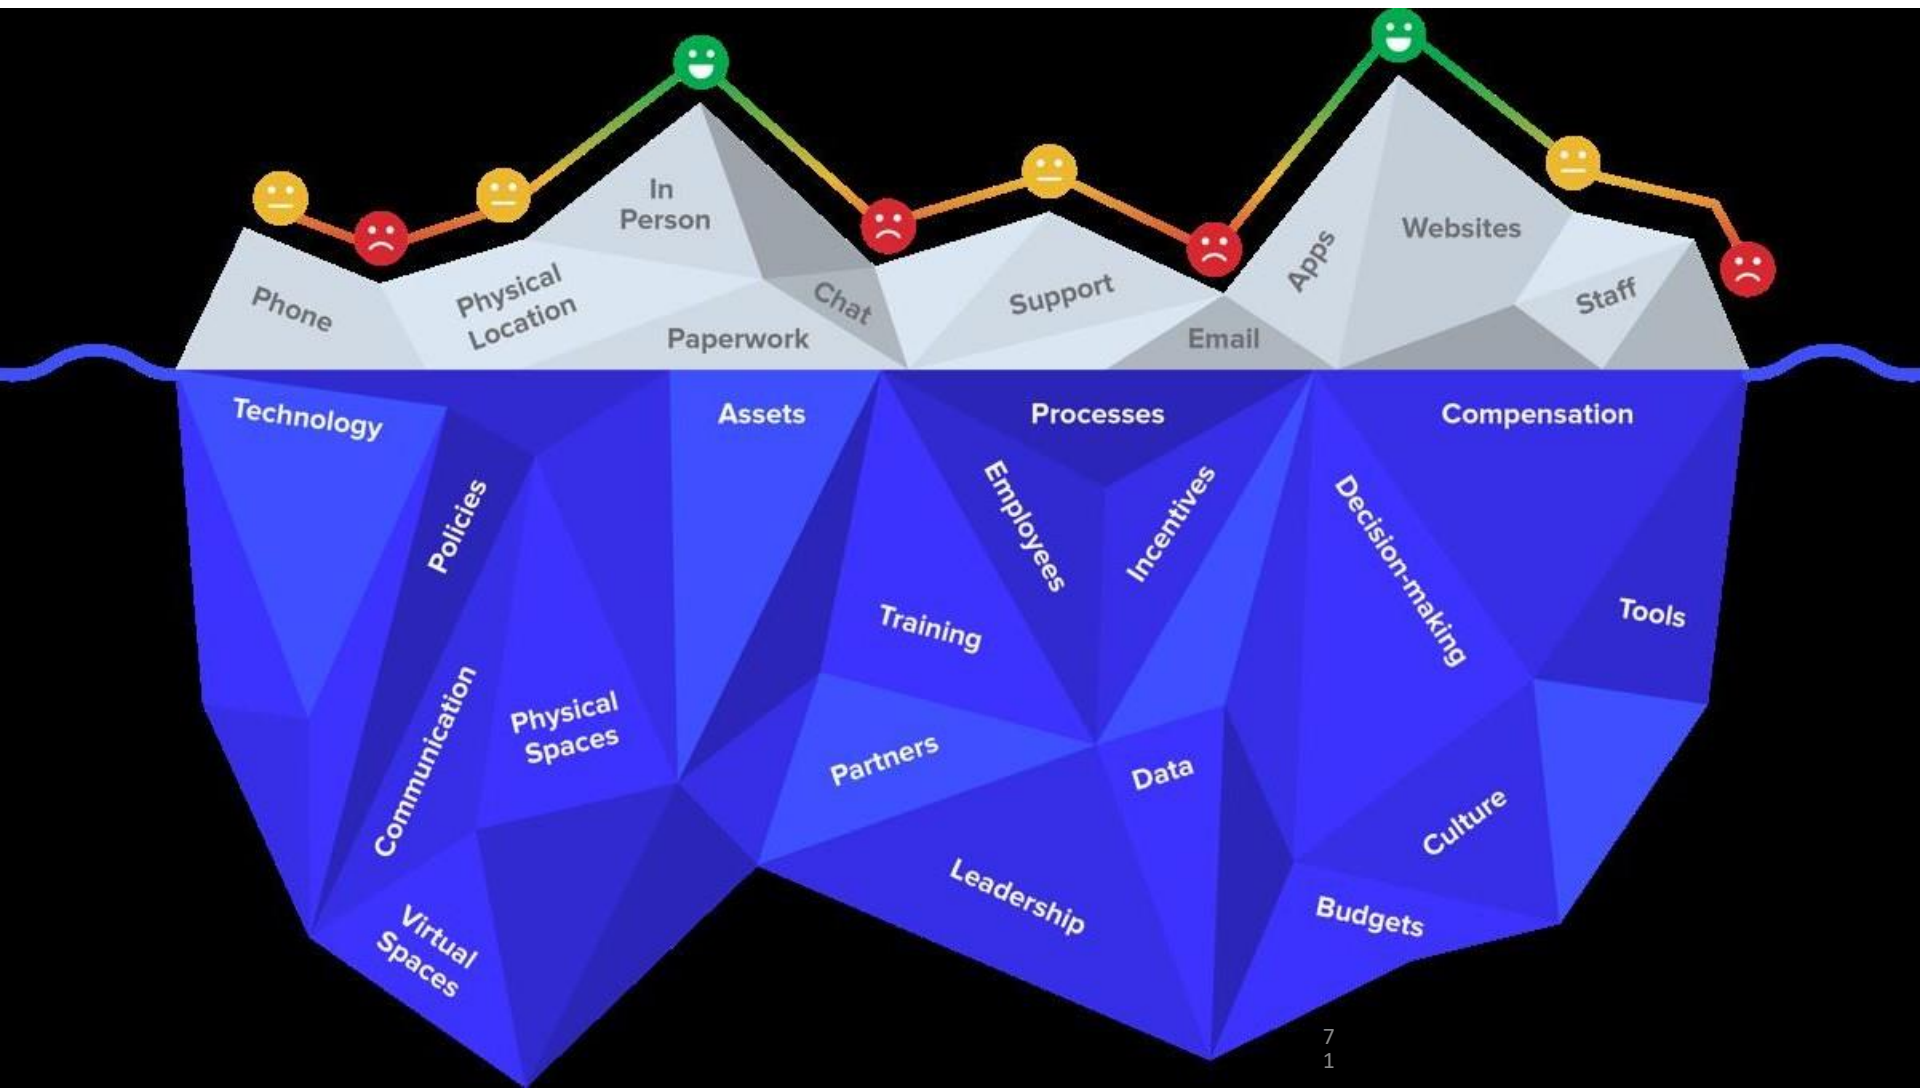 In
Person
Websites
Apps
Phone
Physical
Location
Chat
Support
Staff
Paperwork
Email
Technology
Assets
Processes
Compensation
Policies
Employees
Incentives
Decision-making
Training
Tools
Communication
Physical
Spaces
Partners
Data
Culture
Leadership
Budgets
Virtual
Spaces
7
1